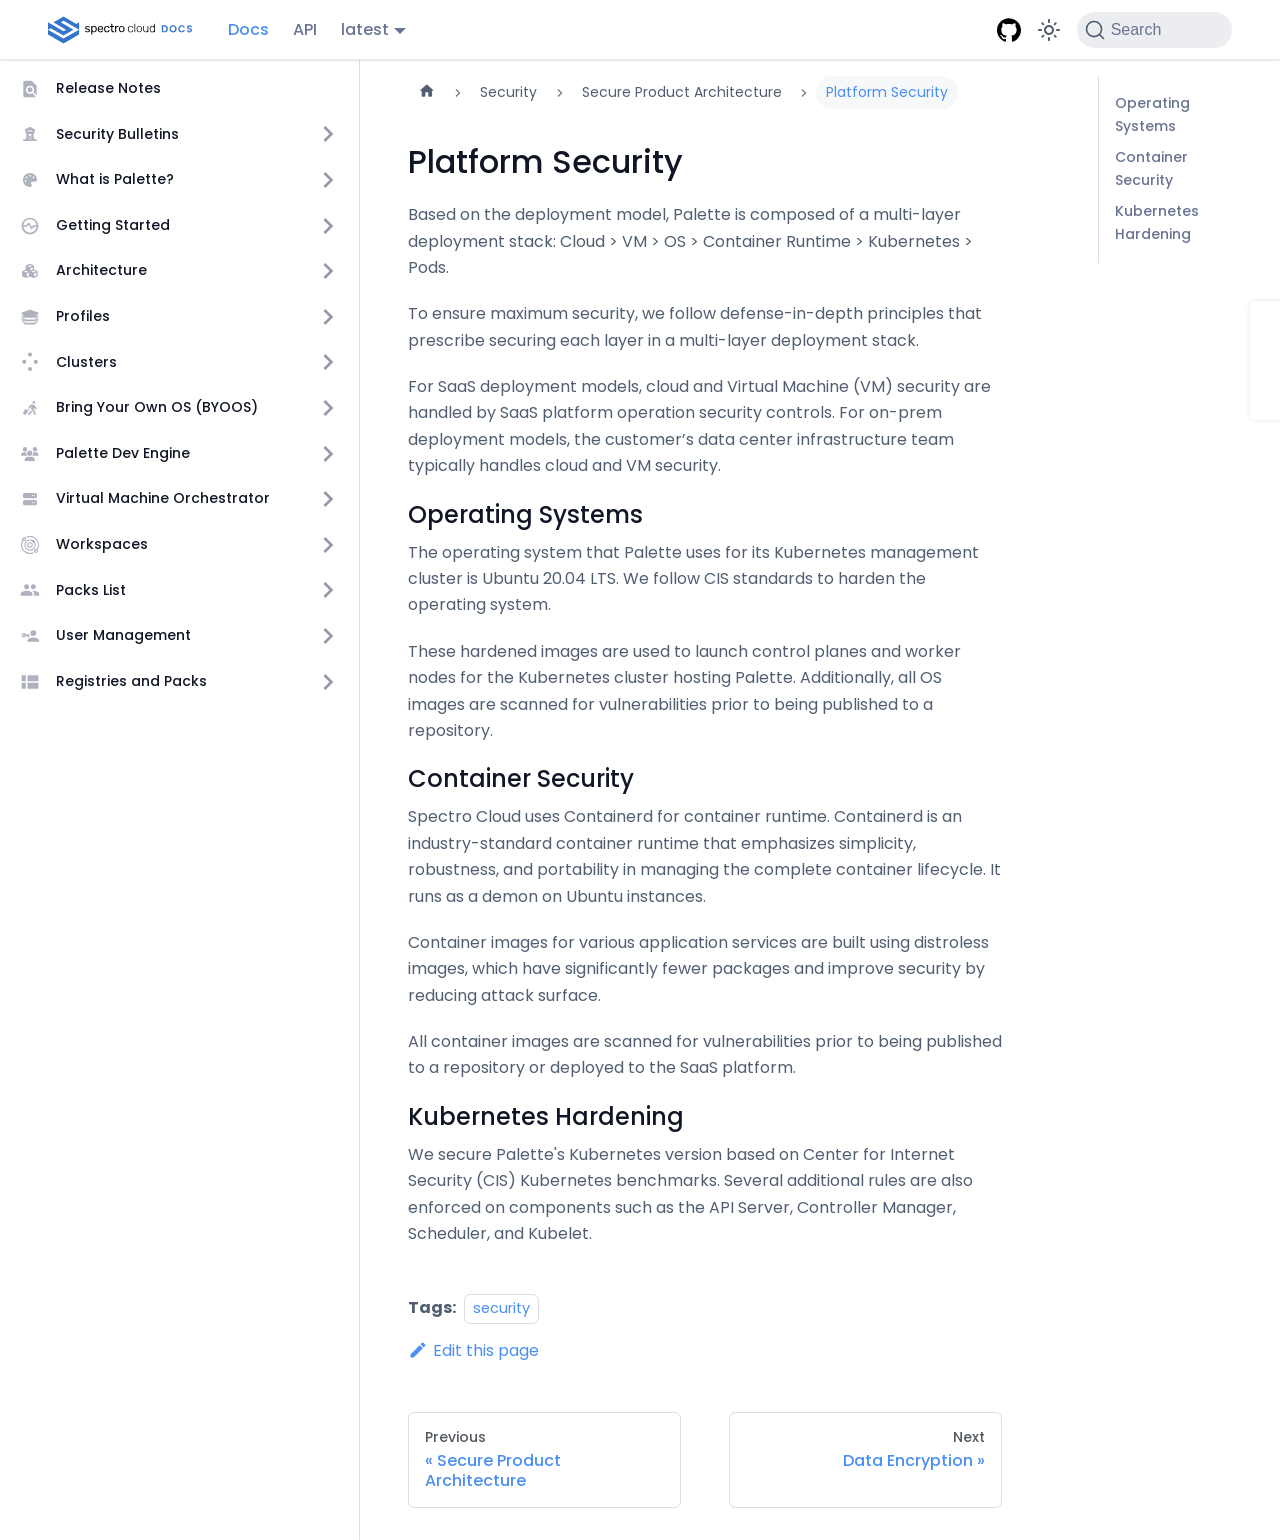 spectro cloud DOCS
Docs
API
latest
Search
Release Notes
Security Bulletins
What is Palette?
Getting Started
Architecture
Profiles
Clusters
Bring Your Own OS (BYOOS)
Palette Dev Engine
Virtual Machine Orchestrator
Workspaces
Packs List
User Management
Registries and Packs
Security
Secure Product Architecture
Platform Security
Platform Security
Based on the deployment model, Palette is composed of a multi-layer
deployment stack: Cloud > VM > OS > Container Runtime > Kubernetes >
Pods.
To ensure maximum security, we follow defense-in-depth principles that
prescribe securing each layer in a multi-layer deployment stack.
For SaaS deployment models, cloud and Virtual Machine (VM) security are
handled by SaaS platform operation security controls. For on-prem
deployment models, the customer’s data center infrastructure team
typically handles cloud and VM security.
Operating Systems
The operating system that Palette uses for its Kubernetes management
cluster is Ubuntu 20.04 LTS. We follow CIS standards to harden the
operating system.
These hardened images are used to launch control planes and worker
nodes for the Kubernetes cluster hosting Palette. Additionally, all OS
images are scanned for vulnerabilities prior to being published to a
repository.
Container Security
Spectro Cloud uses Containerd for container runtime. Containerd is an
industry-standard container runtime that emphasizes simplicity,
robustness, and portability in managing the complete container lifecycle. It
runs as a demon on Ubuntu instances.
Container images for various application services are built using distroless
images, which have significantly fewer packages and improve security by
reducing attack surface.
All container images are scanned for vulnerabilities prior to being published
to a repository or deployed to the SaaS platform.
Kubernetes Hardening
We secure Palette's Kubernetes version based on Center for Internet
Security (CIS) Kubernetes benchmarks. Several additional rules are also
enforced on components such as the API Server, Controller Manager,
Scheduler, and Kubelet.
Tags: security
Edit this page
Previous
« Secure Product
Architecture
Next
Data Encryption »
Operating
Systems
Container
Security
Kubernetes
Hardening